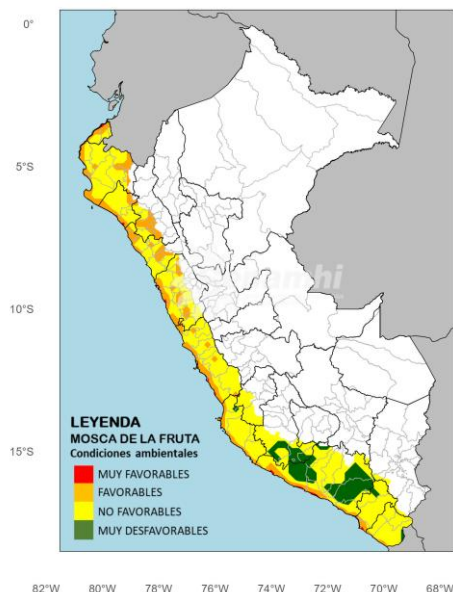 0°
5°S
10°S
15°S
senamhi
LEYENDA
MOSCA DE LA FRUTA
Condiciones ambientales
MUY FAVORABLES
FAVORABLES
NO FAVORABLES
MUY DESFAVORABLES
82°W 80°W 78°W 76°W 74°W 72°W 70°W 68°W